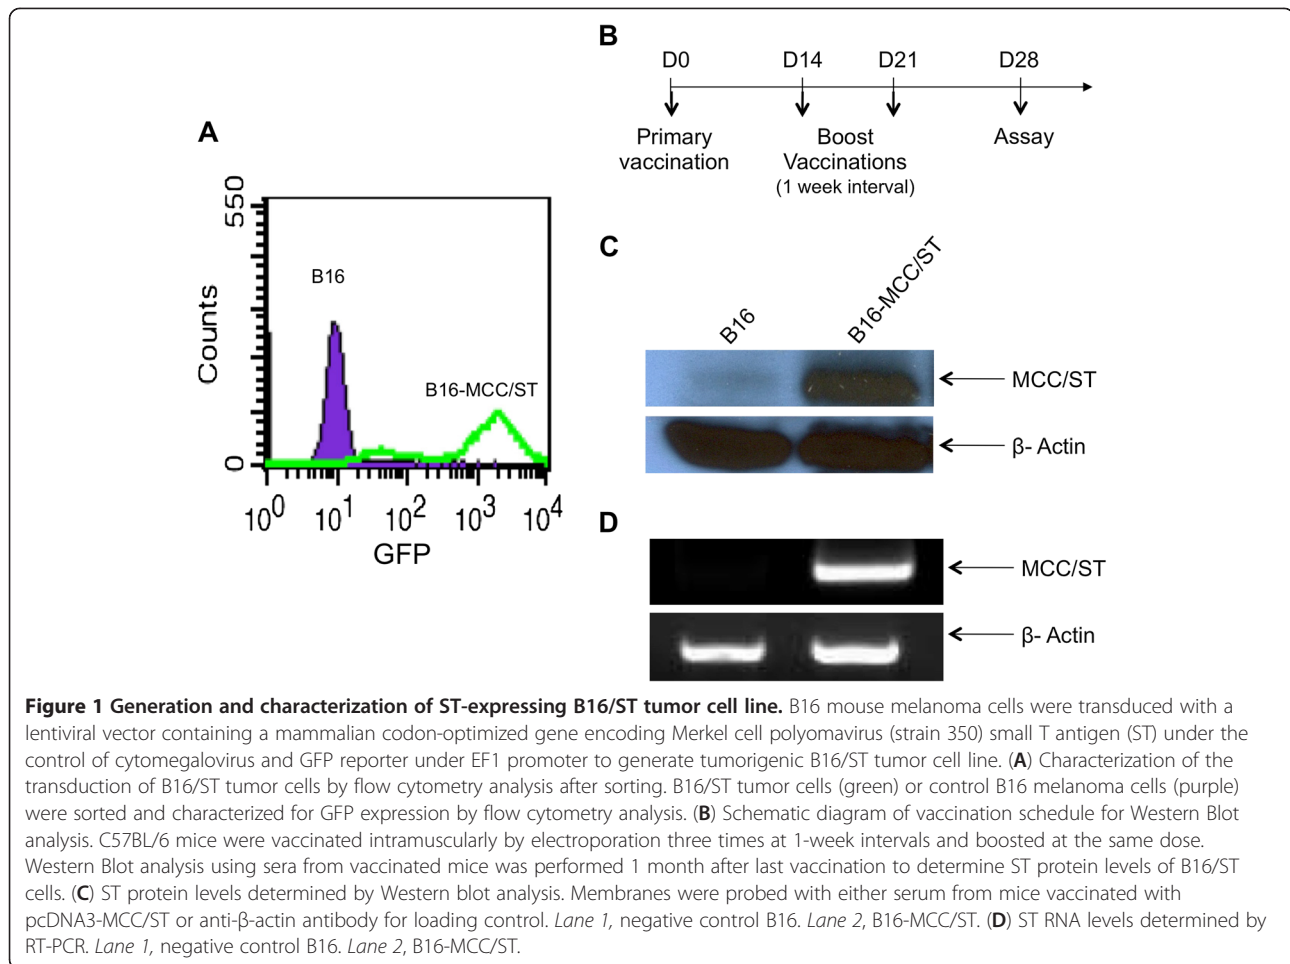 A
550
Counts
0
B16
B16-MCC/ST
10^0 10^1 10^2 10^3 10^4
GFP
B
D0 D14 D21 D28
Primary
vaccination
Boost
Vaccinations
(1 week interval)
Assay
C
B16
B16-MCC/ST
MCC/ST
β- Actin
D
MCC/ST
β- Actin
Figure 1 Generation and characterization of ST-expressing B16/ST tumor cell line. B16 mouse melanoma cells were transduced with a
lentiviral vector containing a mammalian codon-optimized gene encoding Merkel cell polyomavirus (strain 350) small T antigen (ST) under the
control of cytomegalovirus and GFP reporter under EF1 promoter to generate tumorigenic B16/ST tumor cell line. (A) Characterization of the
transduction of B16/ST tumor cells by flow cytometry analysis after sorting. B16/ST tumor cells (green) or control B16 melanoma cells (purple)
were sorted and characterized for GFP expression by flow cytometry analysis. (B) Schematic diagram of vaccination schedule for Western Blot
analysis. C57BL/6 mice were vaccinated intramuscularly by electroporation three times at 1-week intervals and boosted at the same dose.
Western Blot analysis using sera from vaccinated mice was performed 1 month after last vaccination to determine ST protein levels of B16/ST
cells. (C) ST protein levels determined by Western blot analysis. Membranes were probed with either serum from mice vaccinated with
pcDNA3-MCC/ST or anti-β-actin antibody for loading control. Lane 1, negative control B16. Lane 2, B16-MCC/ST. (D) ST RNA levels determined by
RT-PCR. Lane 1, negative control B16. Lane 2, B16-MCC/ST.